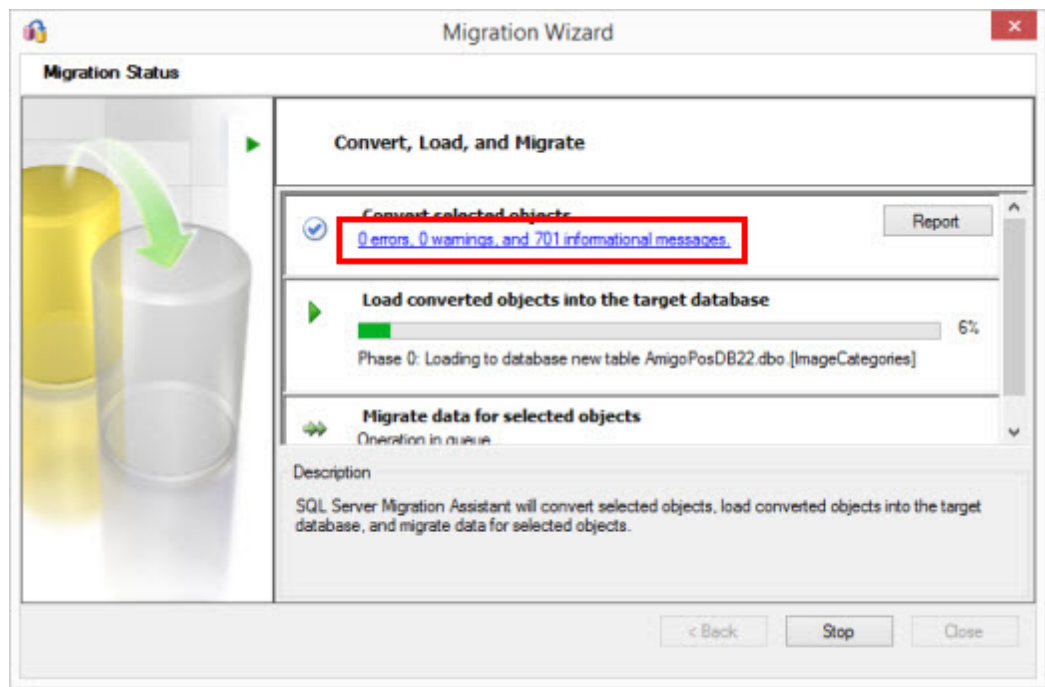 Migration Wizard
Migration Status
Convert, Load, and Migrate
Convert selected objects
Report
0 errors, 0 warnings, and 701 informational messages.
Load converted objects into the target database
6%
Phase 0: Loading to database new table AmigoPosDB22.dbo.[ImageCategories]
Migrate data for selected objects
Operation in queue
Description
SQL Server Migration Assistant will convert selected objects, load converted objects into the target
database, and migrate data for selected objects.
< Back
Stop
Close